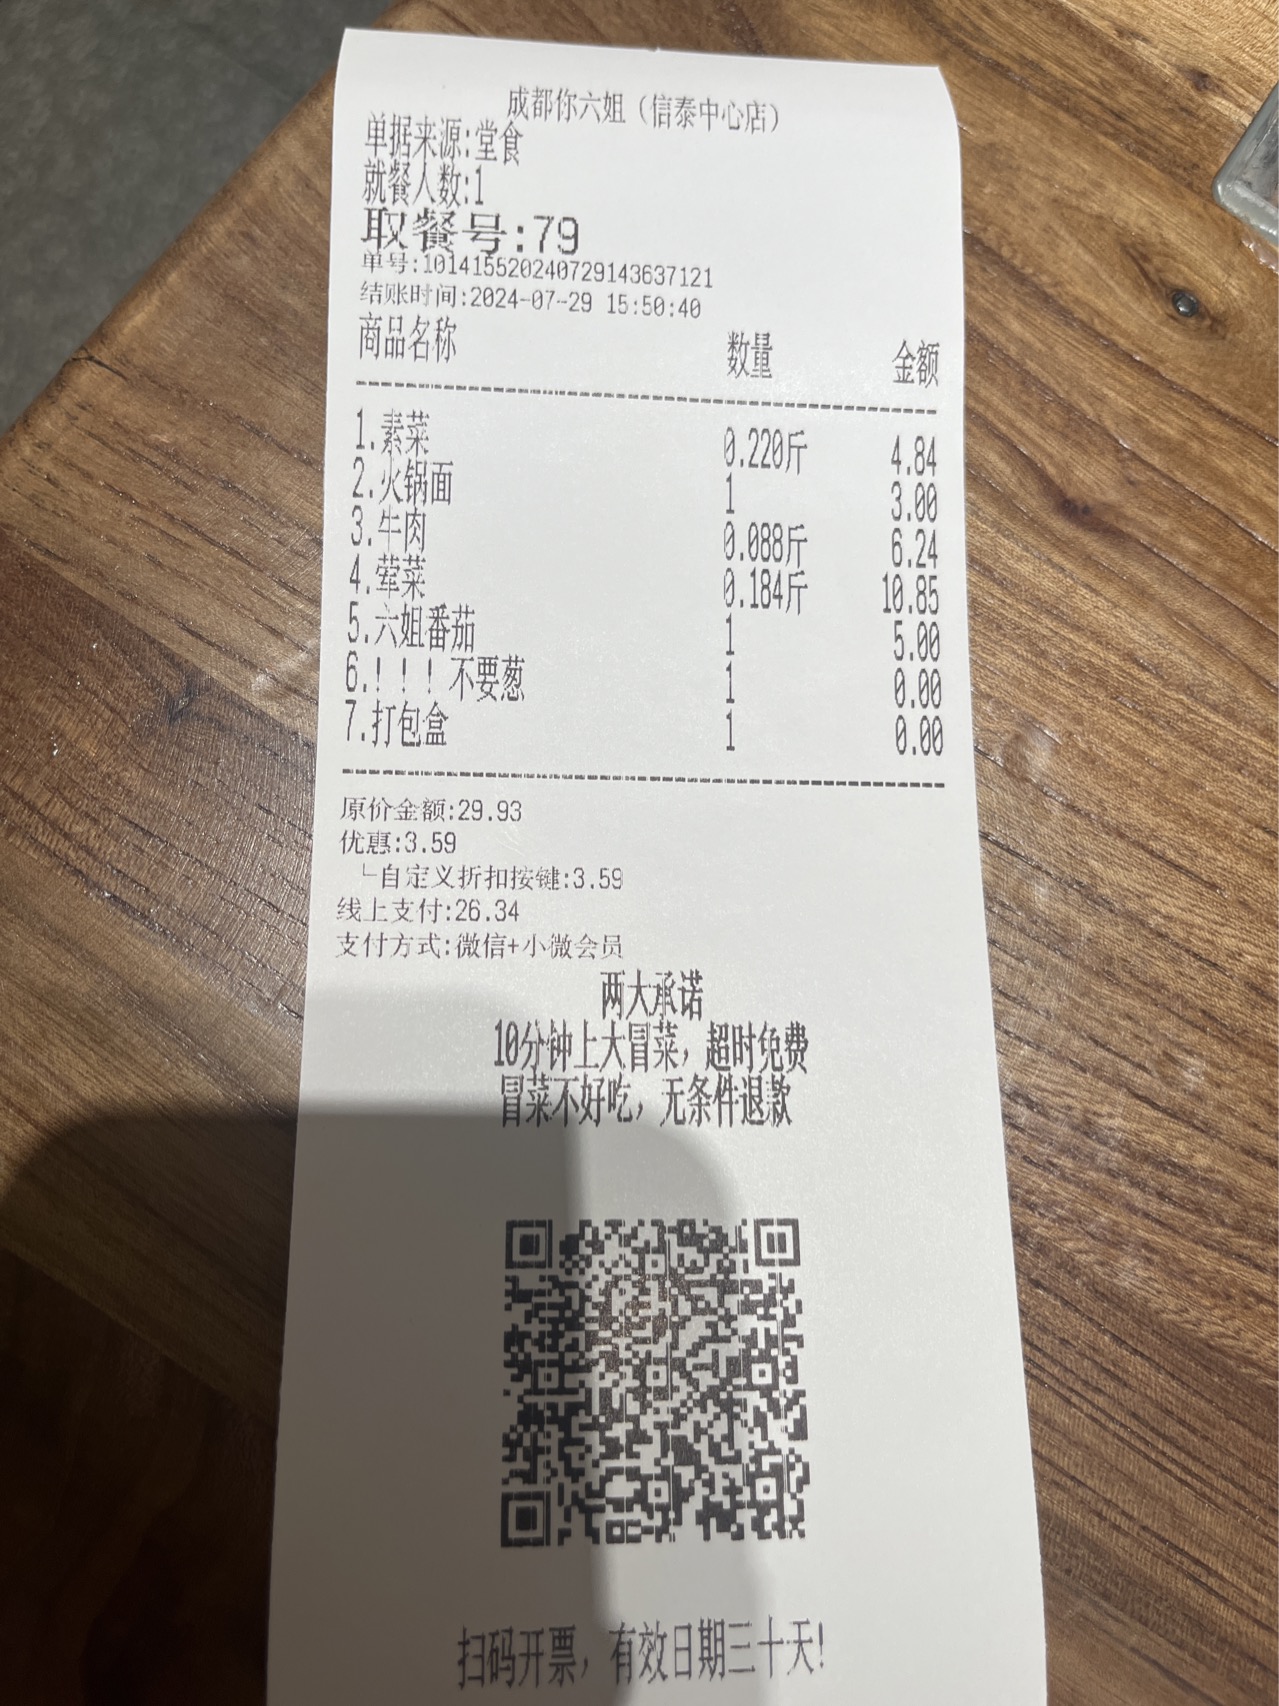 成都你六姐（信泰中心店）
单据来源:堂食
就餐人数:1
取餐号:79
单号:101415520240729143637121
结账时间:2024-07-29 15:50:40
商品名称 数量 金额
1.素菜 0.220斤 4.84
2.火锅面 1 3.00
3.牛肉 0.088斤 6.24
4.荤菜 0.184斤 10.85
5.六姐番茄 1 5.00
6.！！！不要葱 1 0.00
7.打包盒 1 0.00
原价金额:29.93
优惠:3.59
└自定义折扣按键:3.59
线上支付:26.34
支付方式:微信+小微会员
两大承诺
10分钟上大冒菜，超时免费
冒菜不好吃，无条件退款
扫码开票，有效日期三十天!